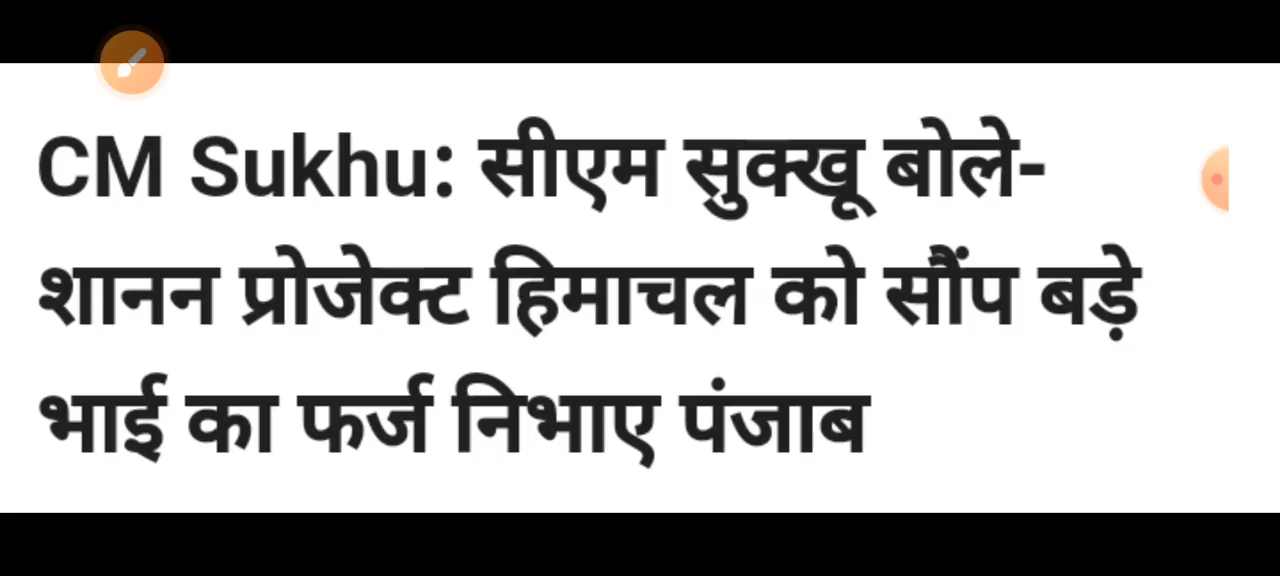 CM Sukhu: सीएम सुक्खू बोले-
शानन प्रोजेक्ट हिमाचल को सौंप बड़े
भाई का फर्ज निभाए पंजाब